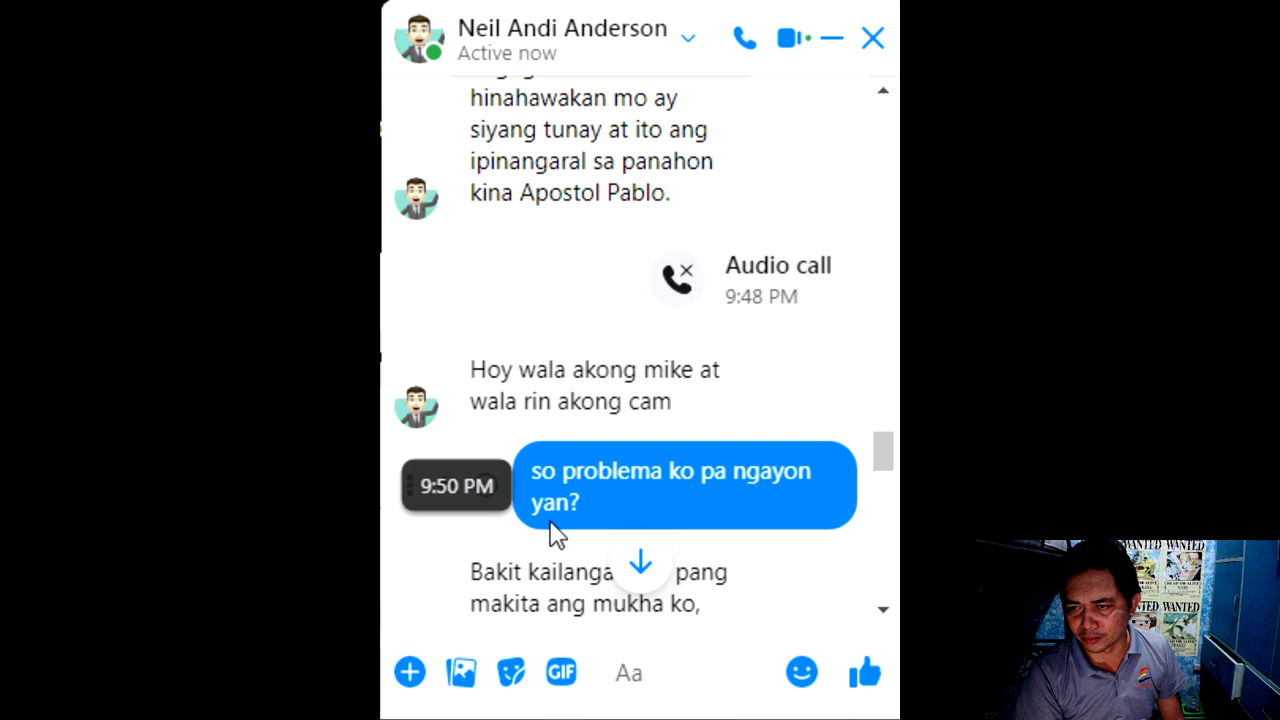 Neil Andi Anderson
Active now
hinahawakan mo ay
siyang tunay at ito ang
ipinangaral sa panahon
kina Apostol Pablo.
Audio call
9:48 PM
Hoy wala akong mike at
wala rin akong cam
9:50 PM
so problema ko pa ngayon
yan?
Bakit pang
makita ang mukha ko,
GIF
Aa
WANTED
WANTED
WANTED